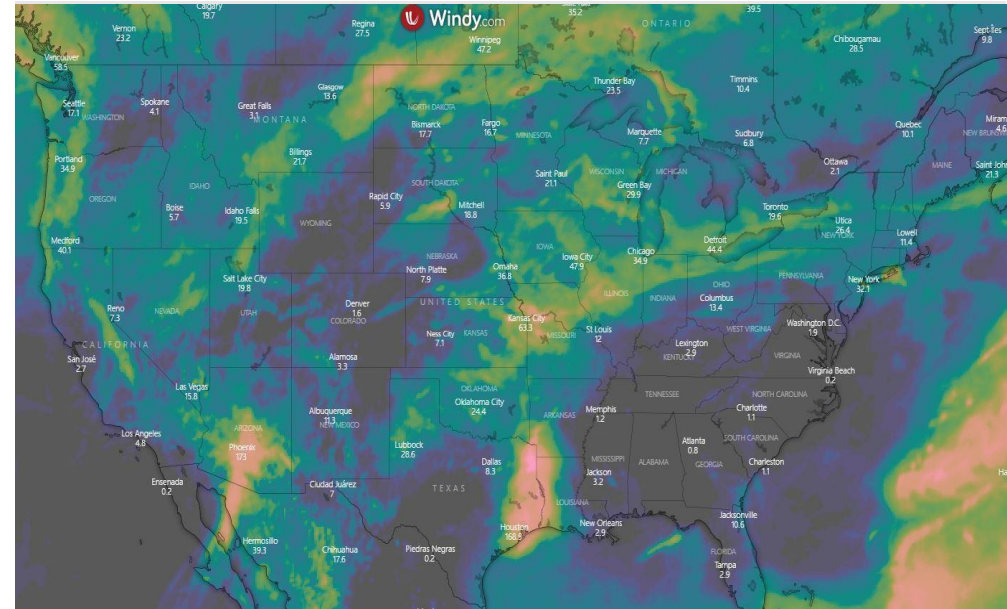 Calgary
19.7
Regina
27.5
Windy.com
35.2
ONTARIO
39.5
Vernon
23.2
Winnipeg
47.2
Chibougamau
28.5
Sept-Îles
9.8
Vancouver
58.5
Glasgow
13.6
Thunder Bay
23.5
Timmins
10.4
Seattle
17.1
WASHINGTON
Spokane
4.1
Great Falls
3.1
MONTANA
NORTH DAKOTA
Bismarck
17.7
Fargo
16.7
MINNESOTA
Marquette
7.7
Sudbury
6.8
Quebec
10.1
Miram
4.6
NEW BRUNS
Portland
34.9
Billings
21.7
Ottawa
2.1
MAINE
Saint John
21.3
OREGON
IDAHO
Boise
5.7
Idaho Falls
19.5
WYOMING
Rapid City
5.9
SOUTH DAKOTA
Mitchell
18.8
Saint Paul
21.1
WISCONSIN
Green Bay
29.9
MICHIGAN
Toronto
19.6
Utica
26.4
NEW YORK
Lowell
11.4
Medford
40.1
Detroit
44.4
Salt Lake City
19.8
NEBRASKA
North Platte
7.9
Omaha
36.8
IOWA
Iowa City
47.9
Chicago
34.9
ILLINOIS
INDIANA
OHIO
Columbus
13.4
PENNSYLVANIA
New York
32.1
Reno
7.3
NEVADA
UTAH
Denver
1.6
COLORADO
UNITED STATES
Ness City
7.1
KANSAS
Kansas City
63.3
MISSOURI
St Louis
12
WEST VIRGINIA
Washington D.C.
1.9
CALIFORNIA
San José
2.7
Alamosa
3.3
Lexington
2.9
KENTUCKY
VIRGINIA
Virginia Beach
0.2
Las Vegas
15.8
OKLAHOMA
Oklahoma City
24.4
ARKANSAS
Memphis
1.2
TENNESSEE
NORTH CAROLINA
Charlotte
1.1
Los Angeles
4.8
ARIZONA
Phoenix
173
Albuquerque
11.3
NEW MEXICO
Lubbock
28.6
Dallas
8.3
MISSISSIPPI
Jackson
3.2
ALABAMA
Atlanta
0.8
GEORGIA
SOUTH CAROLINA
Charleston
1.1
Ensenada
0.2
Ciudad Juárez
7
TEXAS
LOUISIANA
Hermosillo
39.3
Chihuahua
17.6
Piedras Negras
0.2
Houston
168.9
New Orleans
2.9
Jacksonville
10.6
FLORIDA
Tampa
2.9
Ha